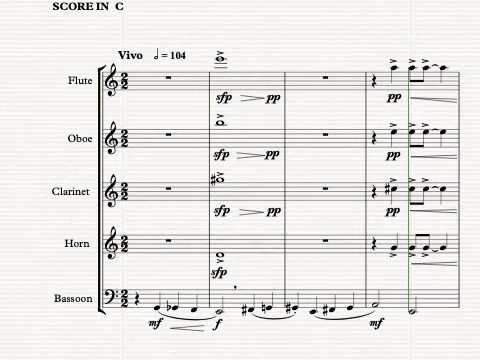 SCORE IN C
Vivo = 104
Flute
sfp pp pp
Oboe
sfp pp pp
Clarinet
sfp pp pp
Horn
sfp
Bassoon
mf f mf